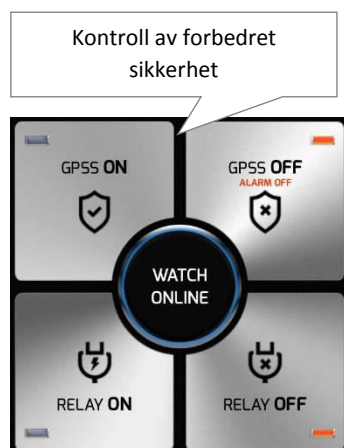 Kontroll av forbedret
sikkerhet
GPSS ON
GPSS OFF
ALARM OFF
WATCH
ONLINE
RELAY ON
RELAY OFF